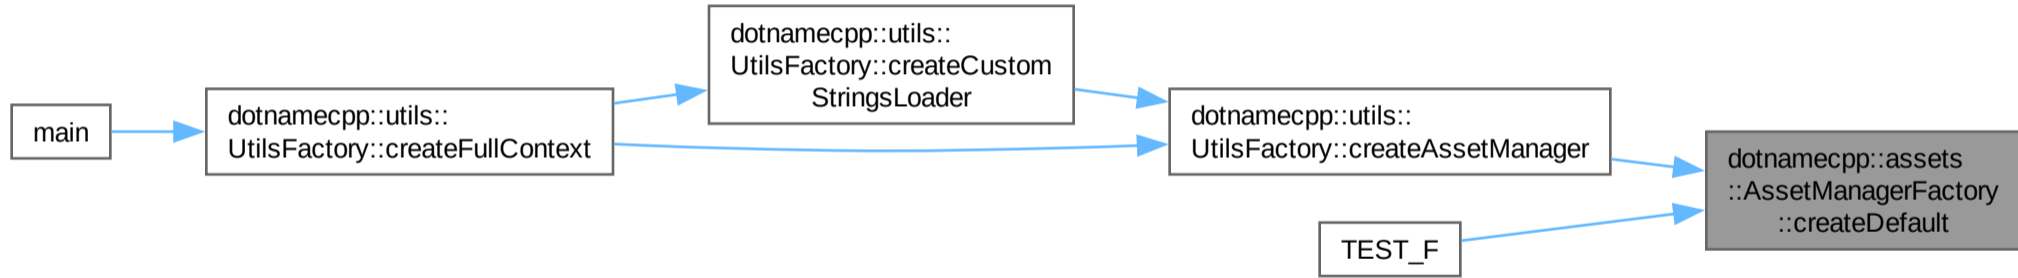 main
dotnamecpp::utils::
UtilsFactory::createFullContext
dotnamecpp::utils::
UtilsFactory::createCustom
StringsLoader
dotnamecpp::utils::
UtilsFactory::createAssetManager
TEST_F
dotnamecpp::assets
::AssetManagerFactory
::createDefault